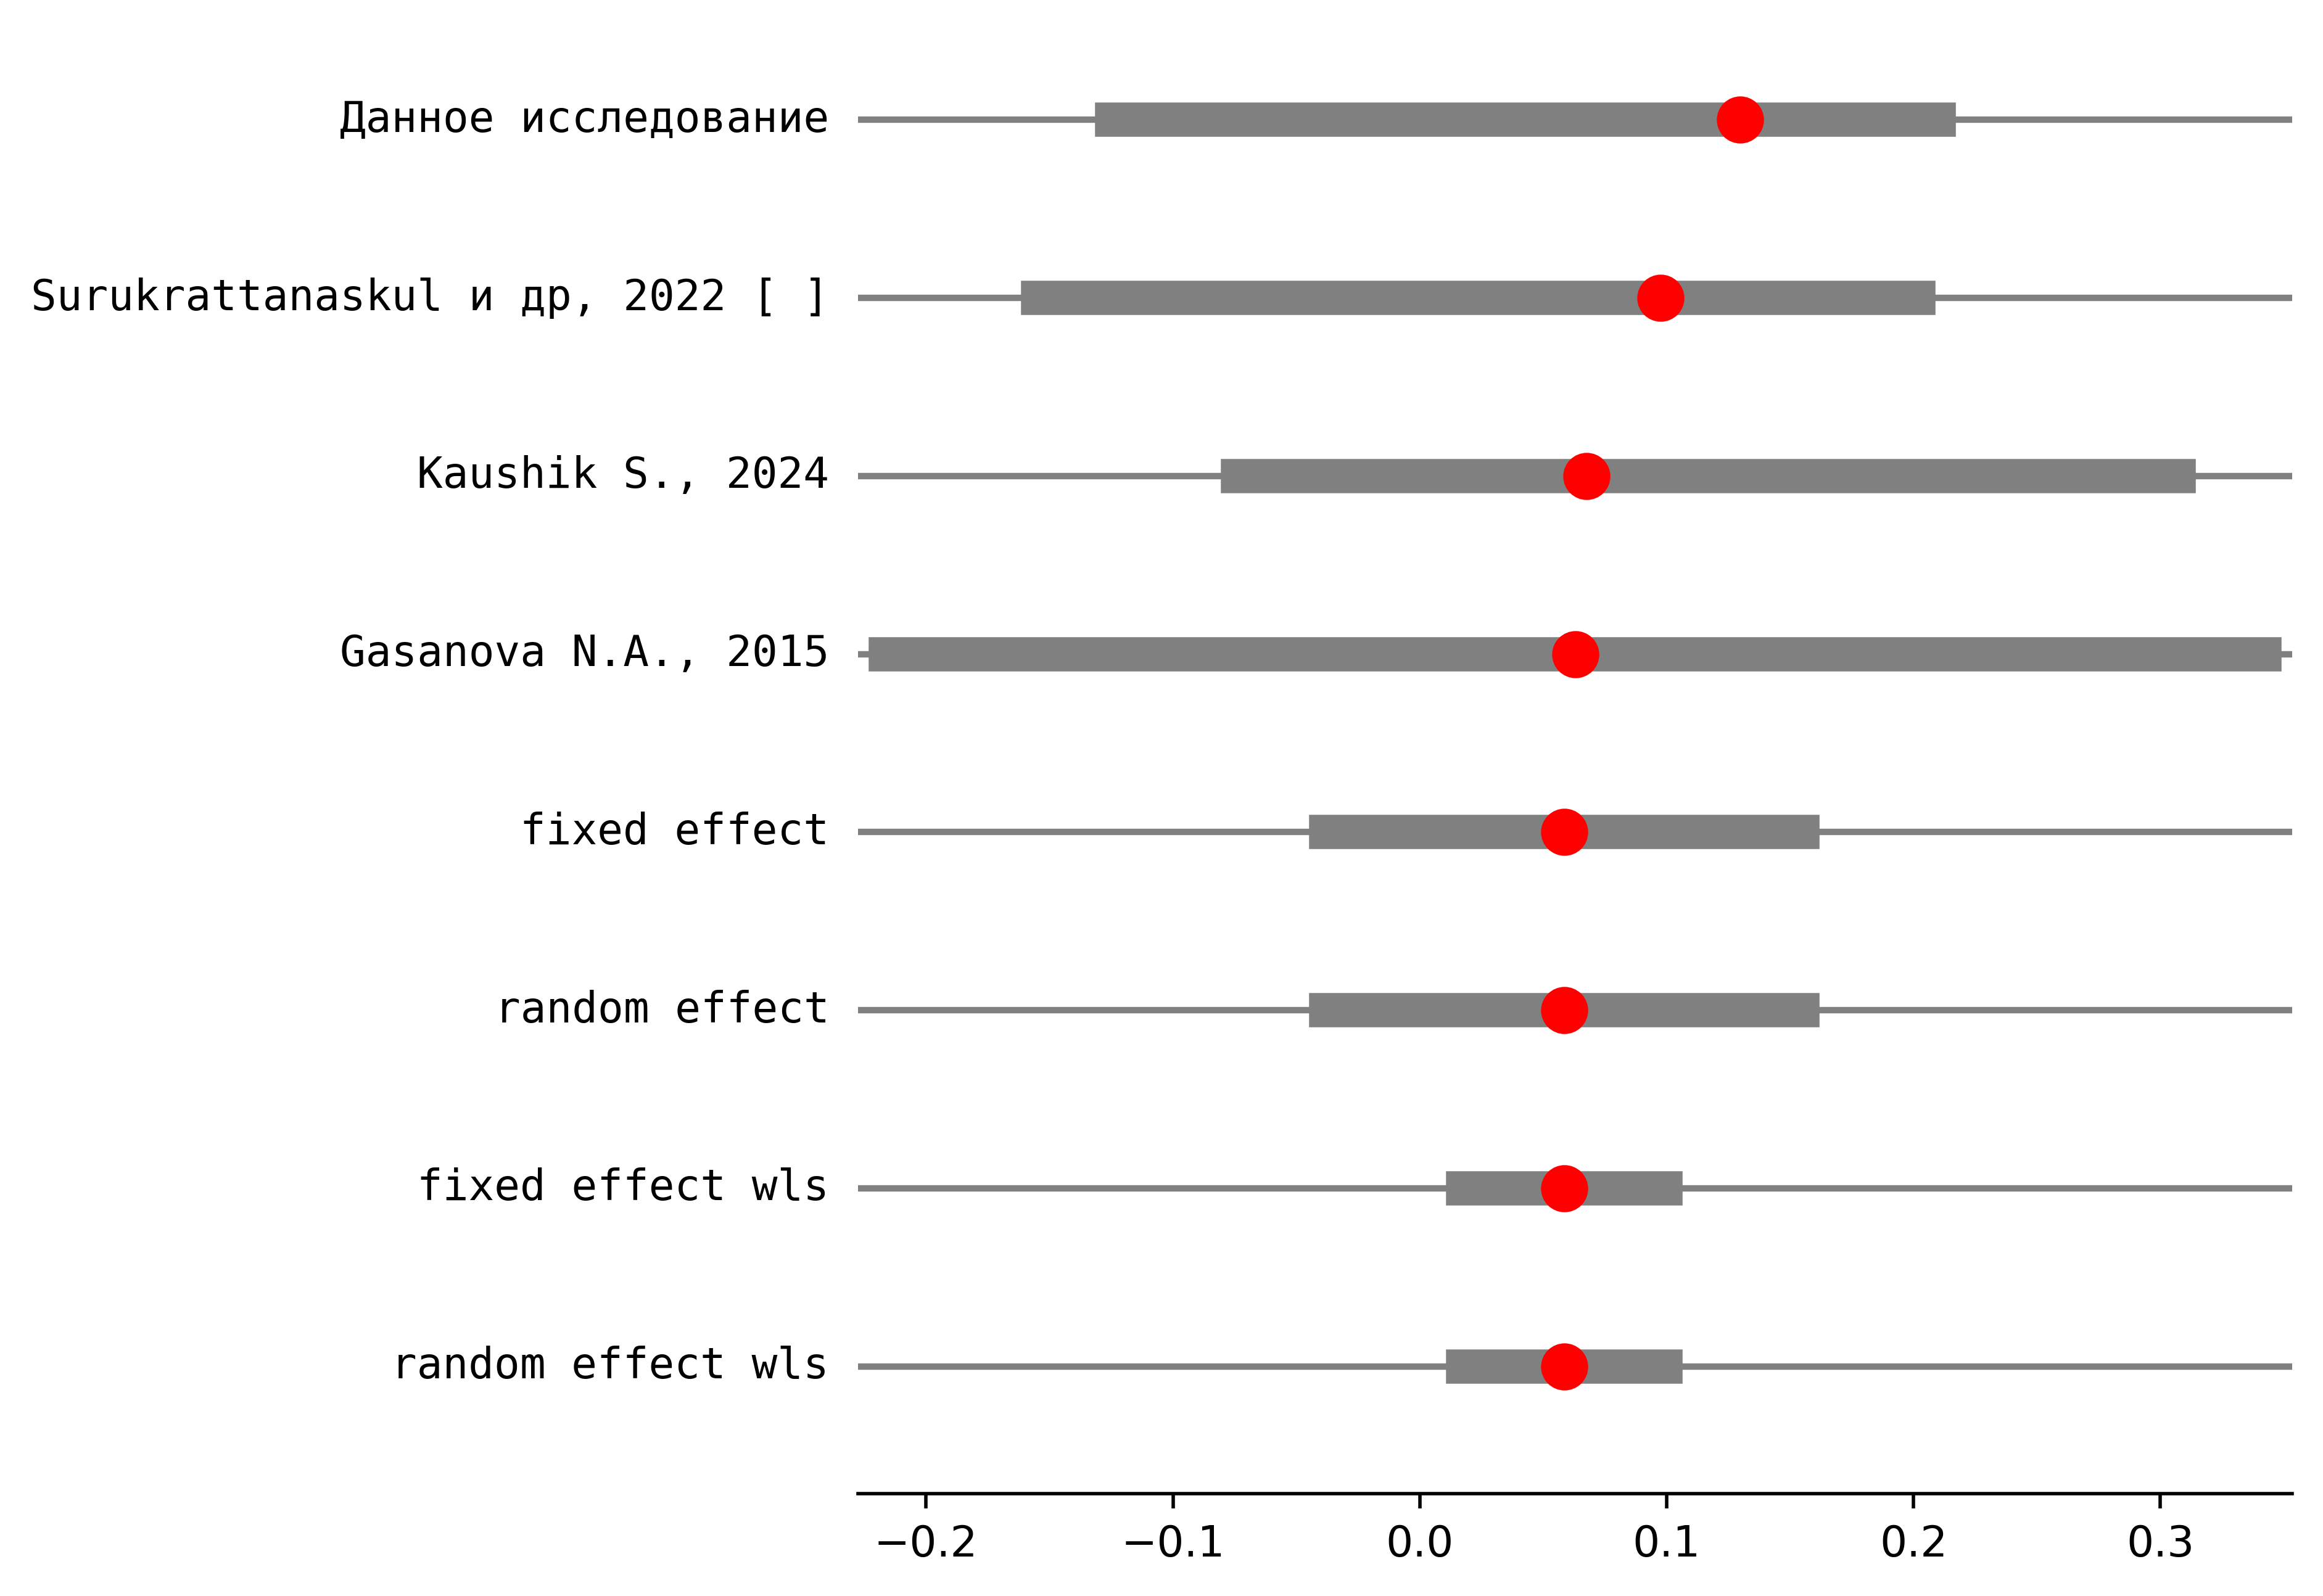 Данное исследование
Surukrattanaskul и др, 2022 [ ]
Kaushik S., 2024
Gasanova N.A., 2015
fixed effect
random effect
fixed effect wls
random effect wls
−0.2 −0.1 0.0 0.1 0.2 0.3